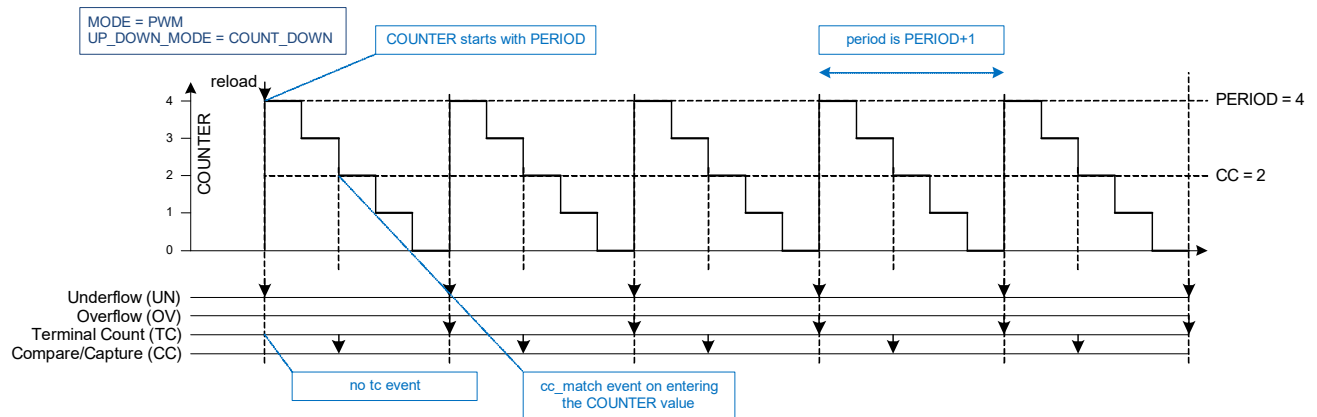 MODE = PWM
UP_DOWN_MODE = COUNT_DOWN
COUNTER starts with PERIOD
period is PERIOD+1
reload
4
PERIOD = 4
3
COUNTER
2
CC = 2
1
0
Underflow (UN)
Overflow (OV)
Terminal Count (TC)
Compare/Capture (CC)
no tc event
cc_match event on entering
the COUNTER value